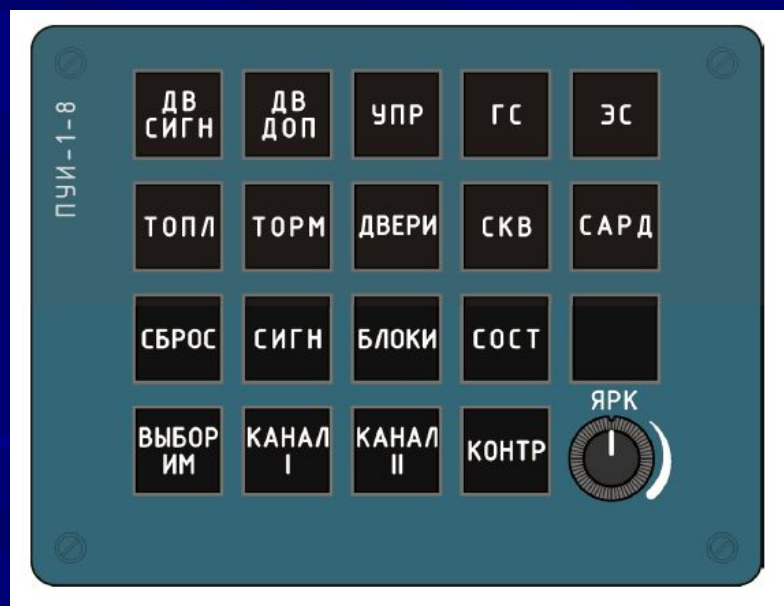 ПУИ-1-8
ДВ
СИГН
ДВ
ДОП
УПР
ГС
ЭС
ТОПЛ
ТОРМ
ДВЕРИ
СКВ
САРД
СБРОС
СИГН
БЛОКИ
СОСТ
ЯРК
ВЫБОР
ИМ
КАНАЛ
I
КАНАЛ
II
КОНТР